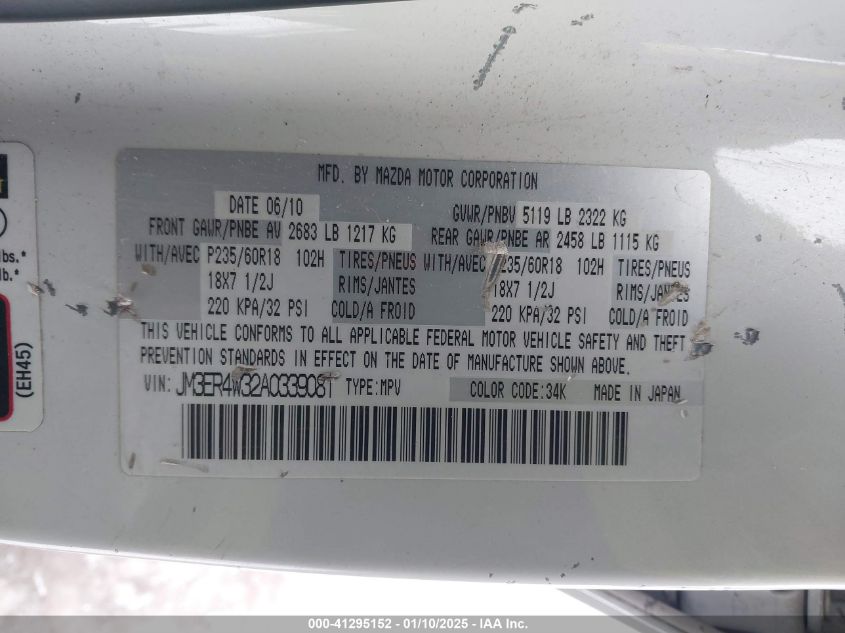 MFD. BY MAZDA MOTOR CORPORATION
DATE 06/10 GVWR/PNBV 5119 LB 2322 KG
FRONT GAWR/PNBE AV 2683 LB 1217 KG REAR GAWR/PNBE AR 2458 LB 1115 KG
WITH/AVEC P235/60R18 102H TIRES/PNEUS WITH/AVEC P235/60R18 102H TIRES/PNEUS
18X7 1/2J RIMS/JANTES 18X7 1/2J RIMS/JANTES
220 KPA/32 PSI COLD/A FROID 220 KPA/32 PSI COLD/A FROID
THIS VEHICLE CONFORMS TO ALL APPLICABLE FEDERAL MOTOR VEHICLE SAFETY AND THEFT
PREVENTION STANDARDS IN EFFECT ON THE DATE OF MANUFACTURE SHOWN ABOVE.
VIN: JM3ER4W32A0339081 TYPE:MPV COLOR CODE:34K MADE IN JAPAN
lbs.*
lb.*
(EH45)
000-41295152 — 01/10/2025 — IAA Inc.